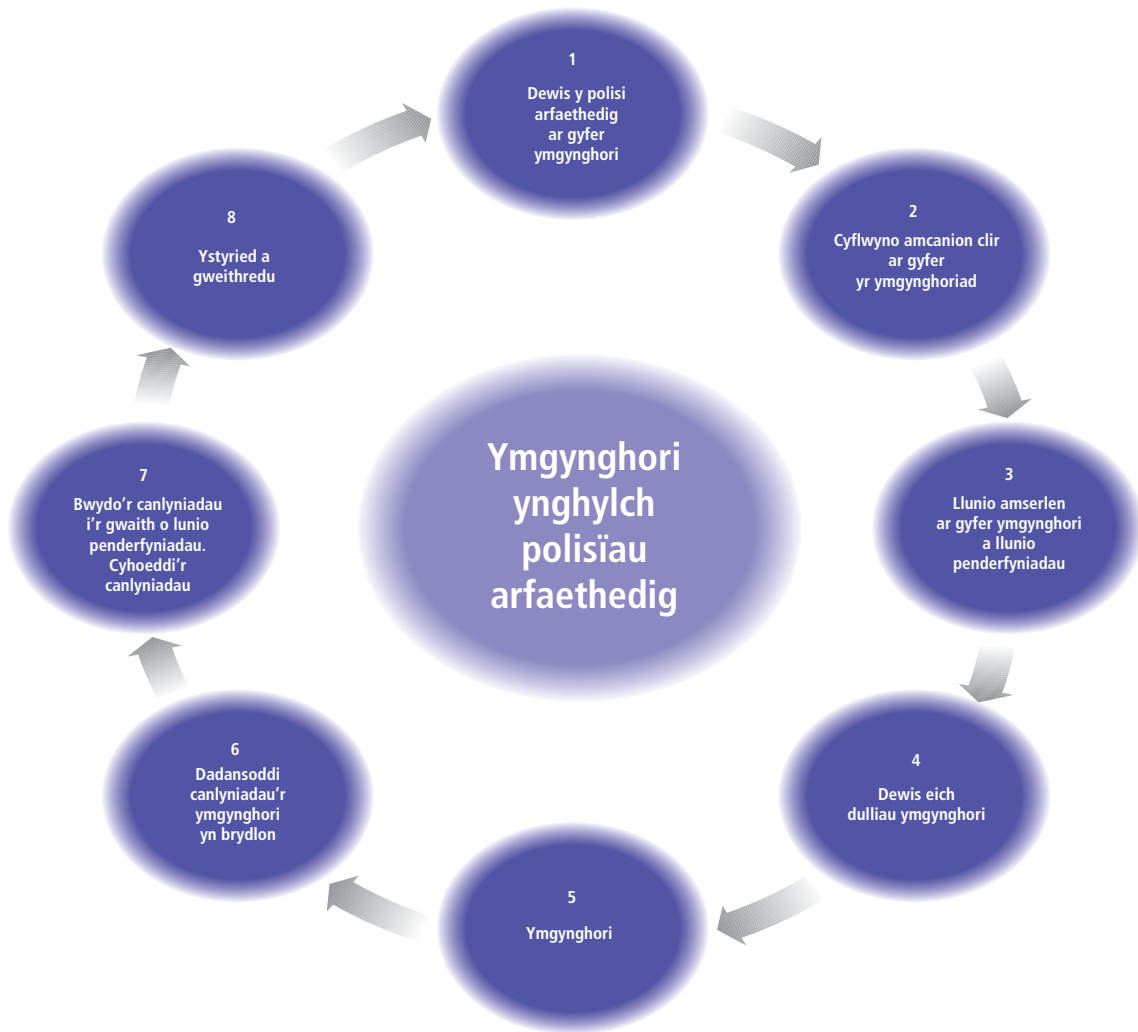 1
Dewis y polisi
arfaethedig
ar gyfer
ymgynghori
2
Cyflwyno amcanion clir
ar gyfer
yr ymgynghoriad
3
Llunio amserlen
ar gyfer ymgynghori
a llunio
penderfyniadau
4
Dewis eich
dulliau ymgynghori
5
Ymgynghori
6
Dadansoddi
canlyniadau’r
ymgynghori
yn brydlon
7
Bwydo’r canlyniadau
i’r gwaith o lunio
penderfyniadau.
Cyhoeddi’r
canlyniadau
8
Ystyried a
gweithredu
Ymgynghori
ynghylch
polisïau
arfaethedig